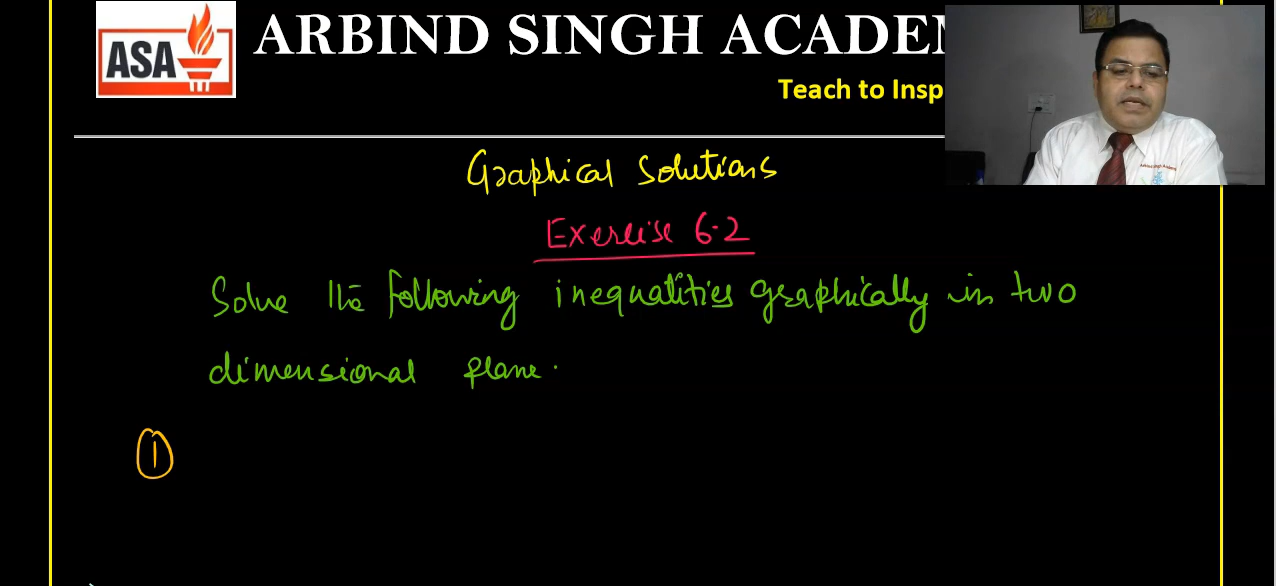 ASA
ARBIND SINGH ACADEM
Teach to Insp
Graphical Solutions
Exercise 6.2
Solve the following inequalities graphically in two
dimensional plane.
1